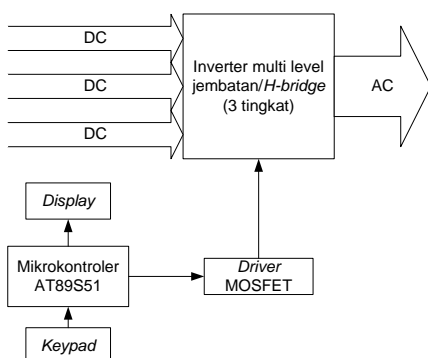 DC
DC
DC
Inverter multi level
jembatan/H-bridge
(3 tingkat)
AC
Display
Mikrokontroler
AT89S51
Driver
MOSFET
Keypad